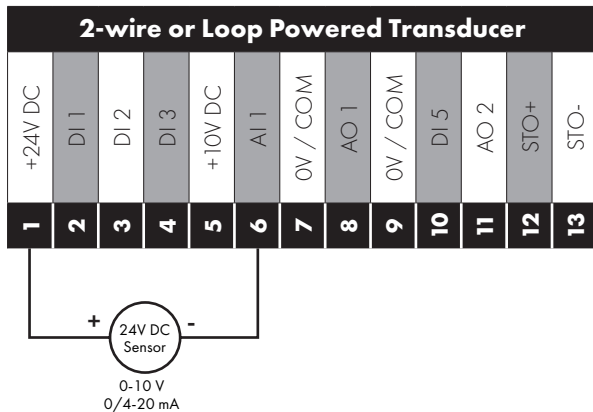 2-wire or Loop Powered Transducer
+24V DC
DI 1
DI 2
DI 3
+10V DC
AI 1
0V / COM
AO 1
0V / COM
DI 5
AO 2
STO+
STO-
1
2
3
4
5
6
7
8
9
10
11
12
13
+ -
24V DC
Sensor
0-10 V
0/4-20 mA